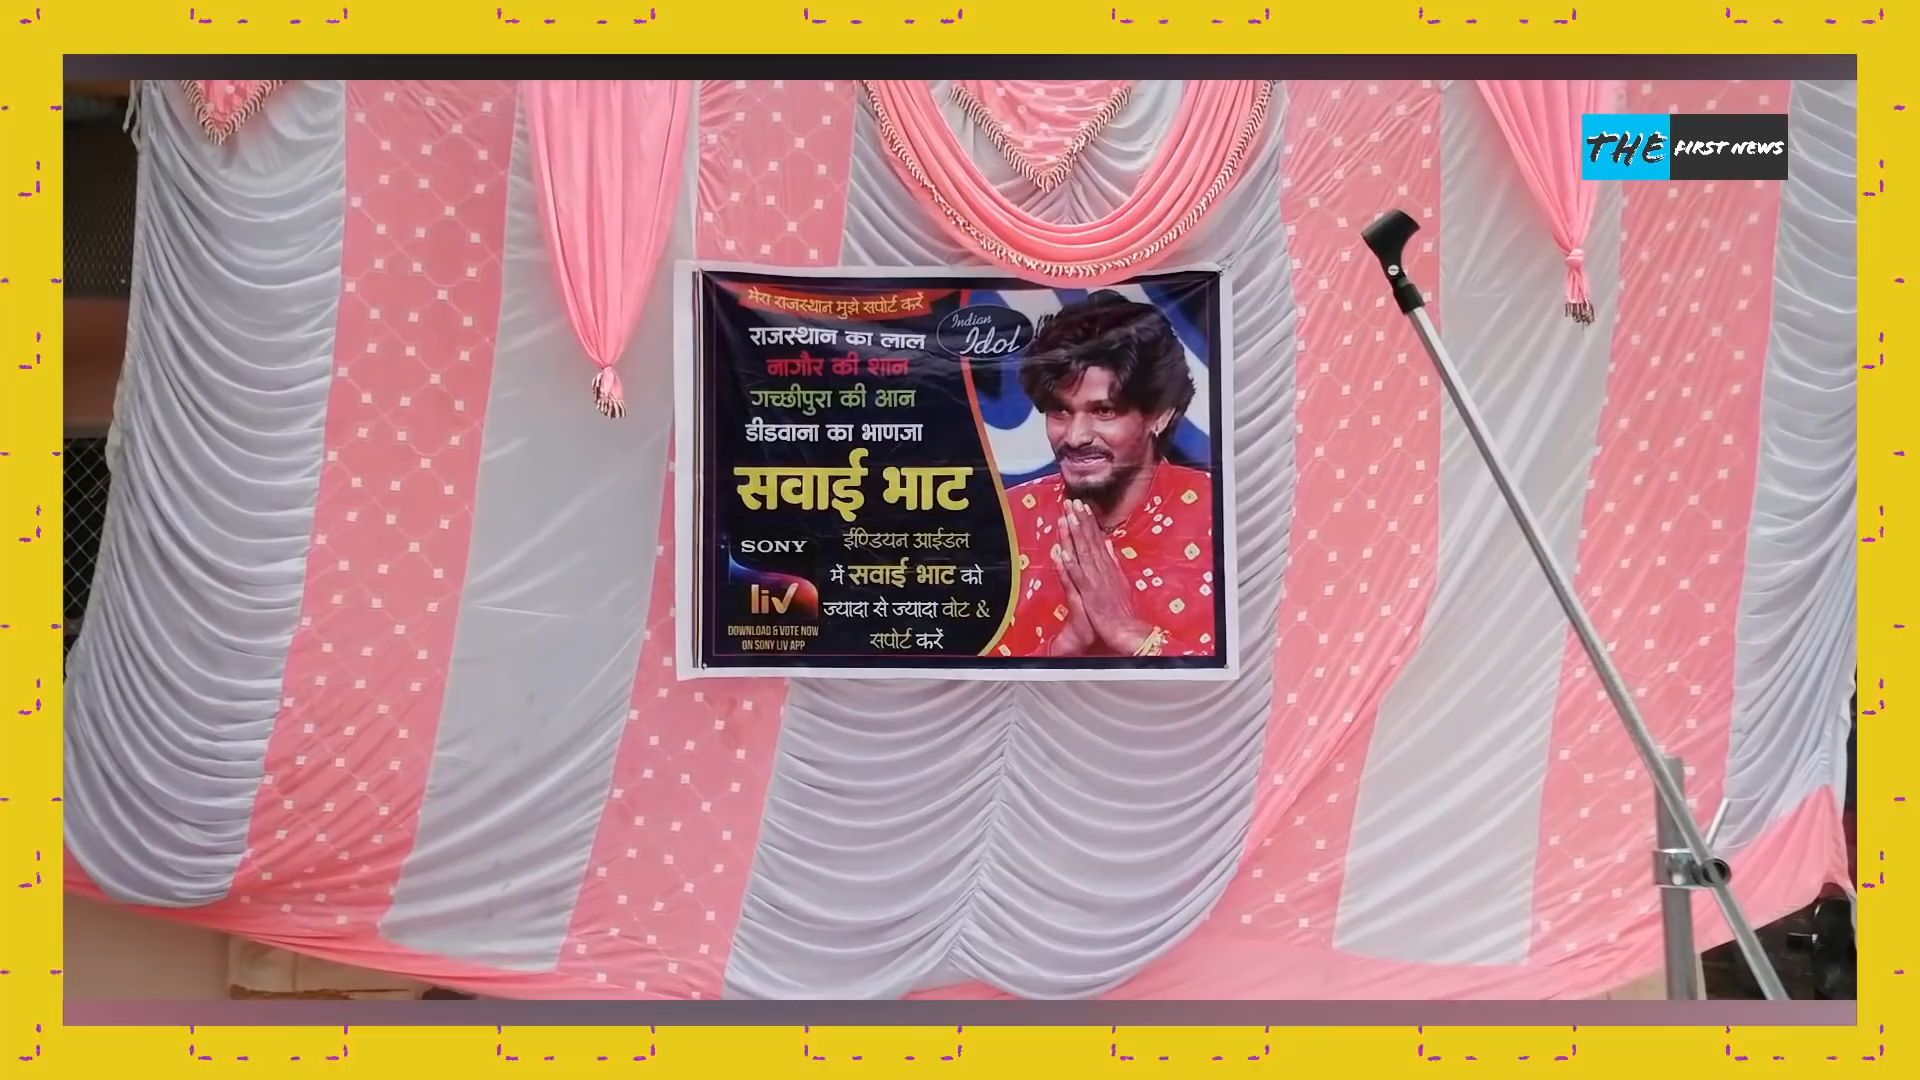 THE FIRST NEWS
मेरा राजस्थान मुझे सपोर्ट करें
राजस्थान का लाल
नागौर की शान
गच्छीपुरा की आन
डीडवाना का भाणजा
सवाई भाट
Indian
Idol
SONY
liv
DOWNLOAD & VOTE NOW
ON SONY LIV APP
ईण्डियन आईडल
में सवाई भाट को
ज्यादा से ज्यादा वोट &
सपोर्ट करें